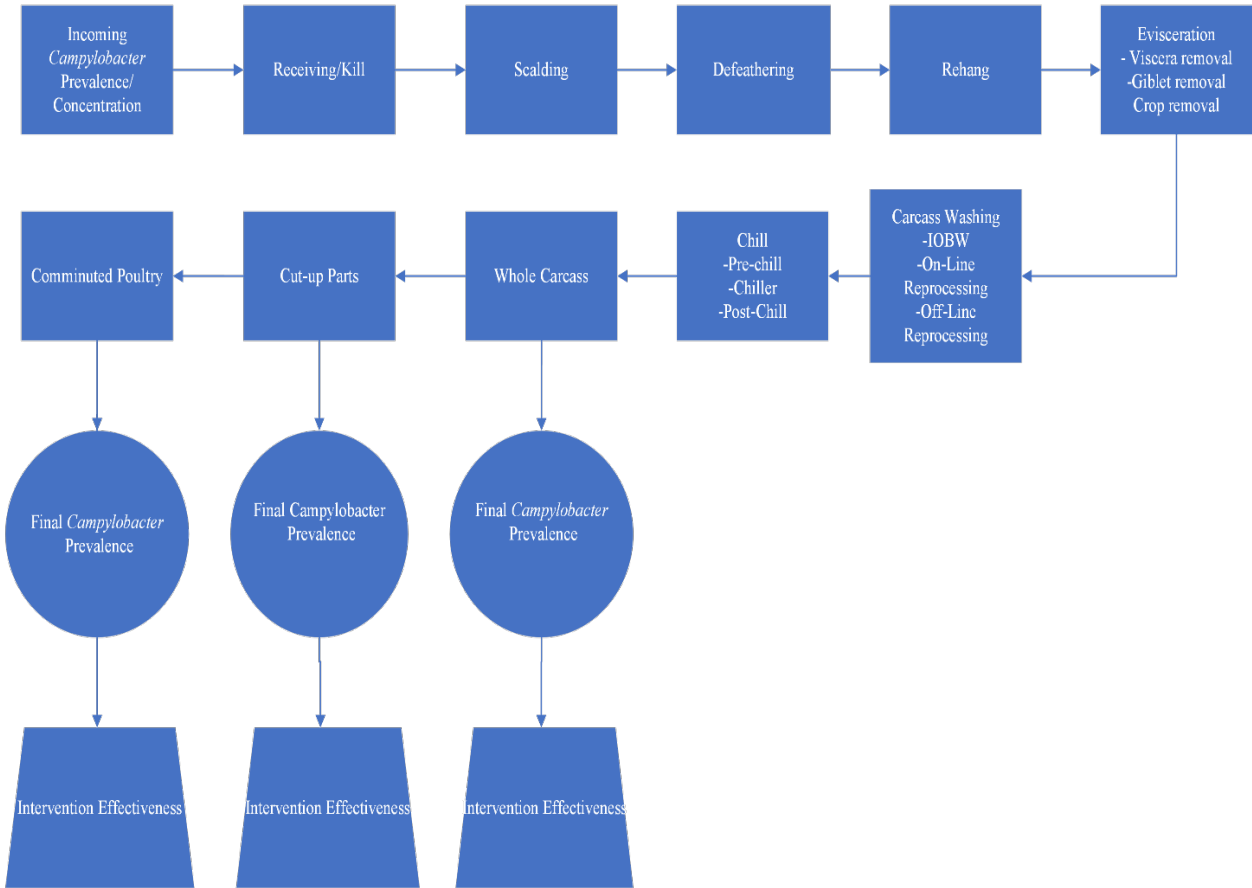 Incoming
Campylobacter
Prevalence/
Concentration
Receiving/Kill
Scalding
Defeathering
Rehang
Evisceration
- Viscera removal
-Giblet removal
Crop removal
Carcass Washing
-IOBW
-On-Line
Reprocessing
-Off-Linc
Reprocessing
Chill
-Pre-chill
-Chiller
-Post-Chill
Whole Carcass
Cut-up Parts
Comminuted Poultry
Final Campylobacter
Prevalence
Final Campylobacter
Prevalence
Final Campylobacter
Prevalence
Intervention Effectiveness
Intervention Effectiveness
Intervention Effectiveness